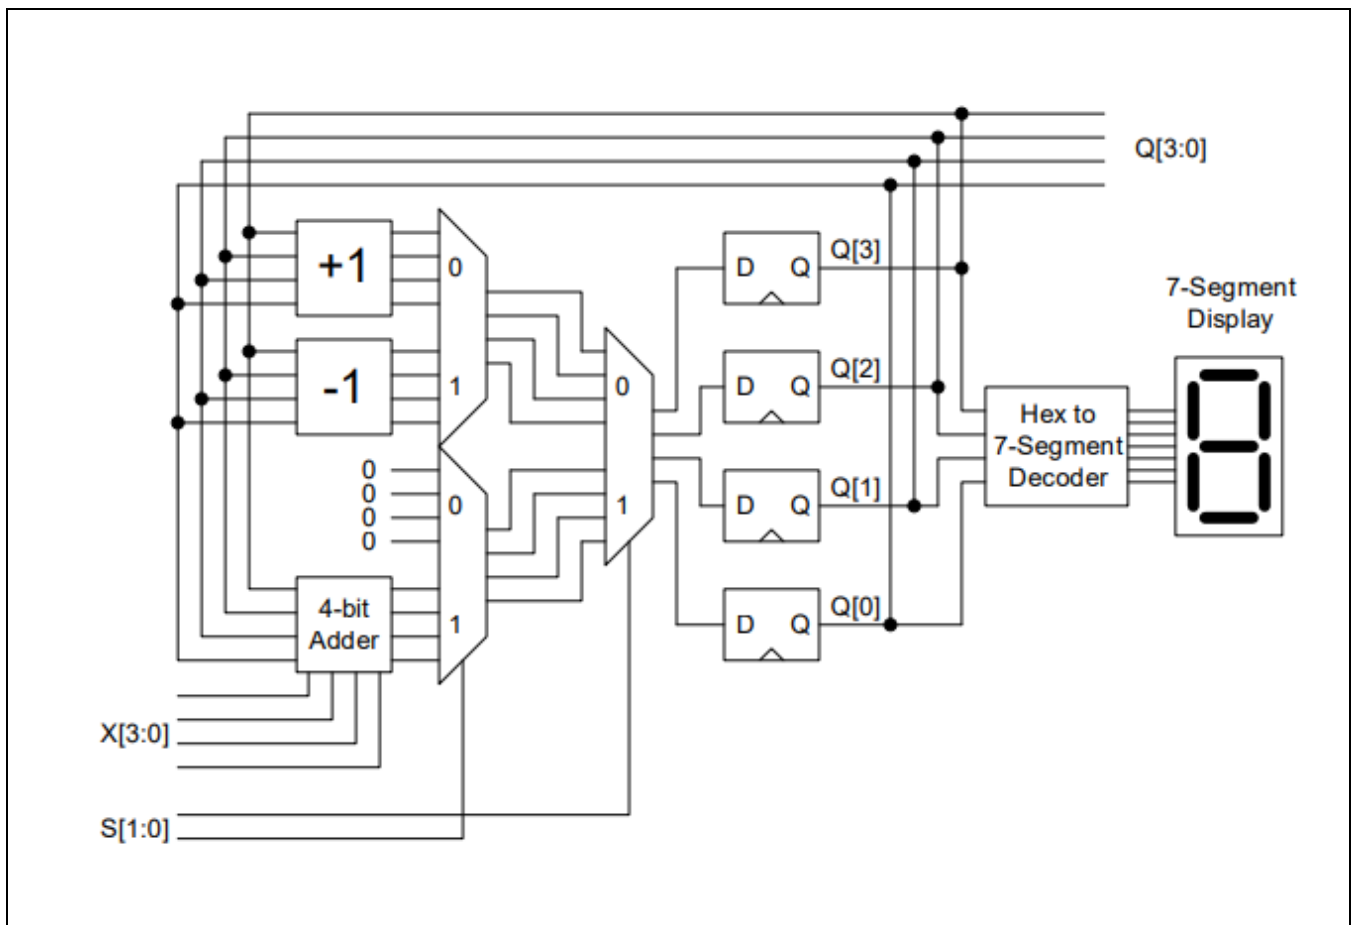 Q[3:0]
+1
0
-1
1
0
0
0
0
0
1
4-bit
Adder
0
1
D Q
Q[3]
D Q
Q[2]
D Q
Q[1]
D Q
Q[0]
Hex to
7-Segment
Decoder
7-Segment
Display
X[3:0]
S[1:0]